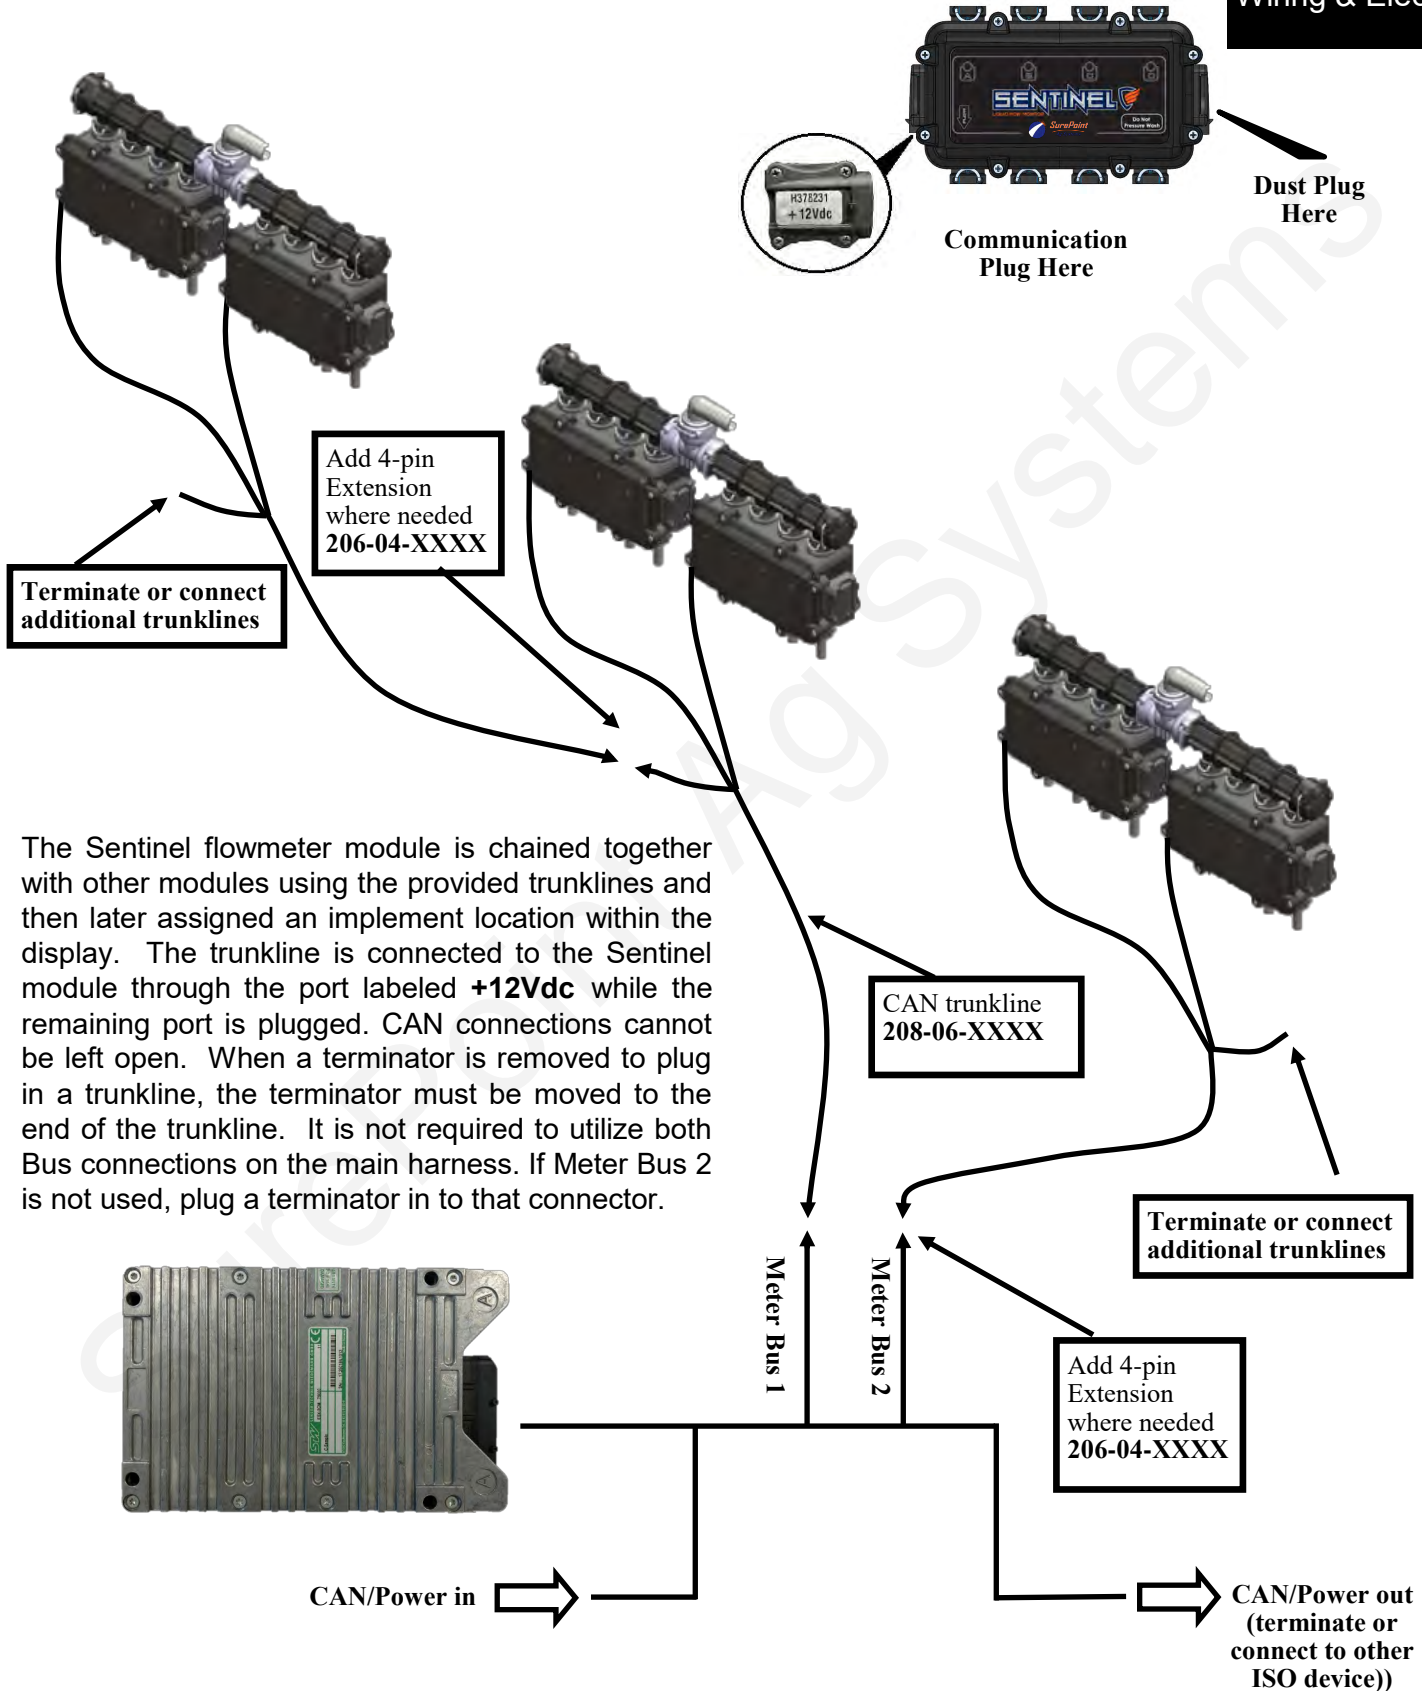 Wiring & Elec
SENTINEL
LIQUID ROW MONITOR
SurePoint
Do Not
Pressure Wash
H378231
+ 12Vdc
Dust Plug
Here
Communication
Plug Here
Add 4-pin
Extension
where needed
206-04-XXXX
Terminate or connect
additional trunklines
The Sentinel flowmeter module is chained together
with other modules using the provided trunklines and
then later assigned an implement location within the
display. The trunkline is connected to the Sentinel
module through the port labeled +12Vdc while the
remaining port is plugged. CAN connections cannot
be left open. When a terminator is removed to plug
in a trunkline, the terminator must be moved to the
end of the trunkline. It is not required to utilize both
Bus connections on the main harness. If Meter Bus 2
is not used, plug a terminator in to that connector.
CAN trunkline
208-06-XXXX
Terminate or connect
additional trunklines
Meter Bus 1
Meter Bus 2
Add 4-pin
Extension
where needed
206-04-XXXX
CAN/Power in
CAN/Power out
(terminate or
connect to other
ISO device))
SurePoint Ag Systems